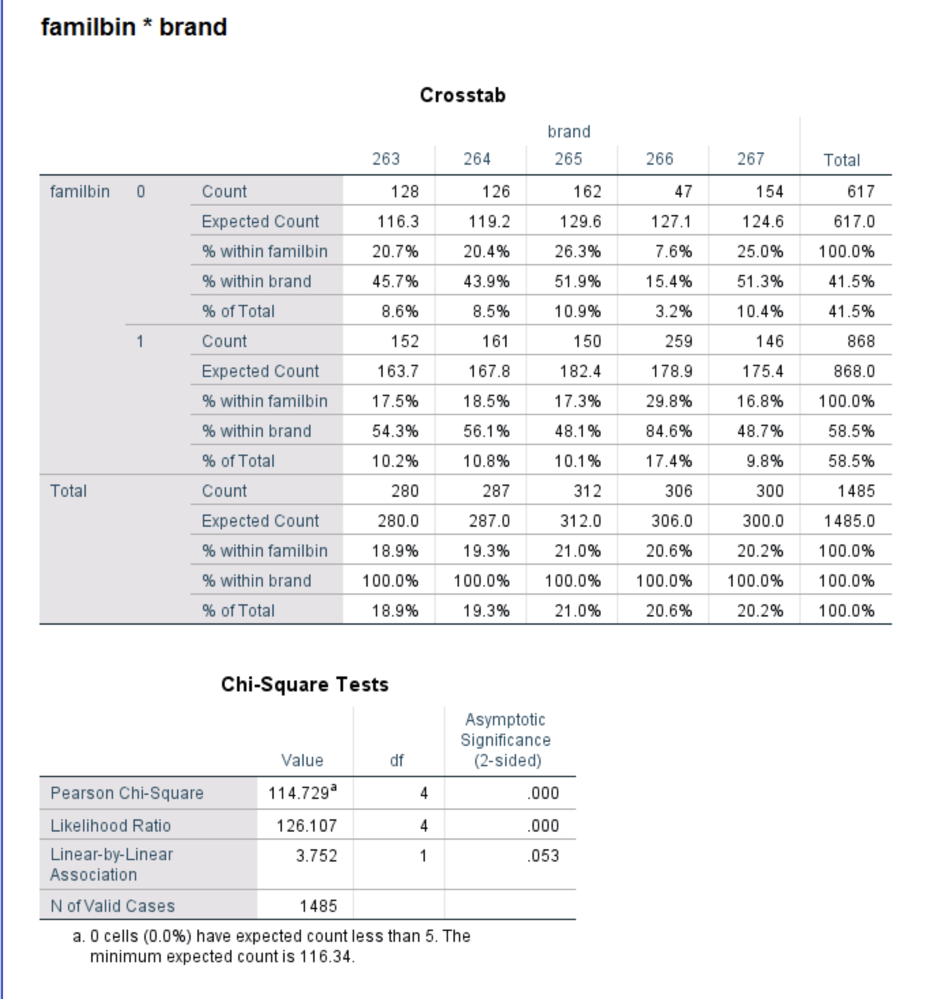 familbin * brand
Crosstab
brand
263 264 265 266 267 Total
familbin 0 Count 128 126 162 47 154 617
Expected Count 116.3 119.2 129.6 127.1 124.6 617.0
% within familbin 20.7% 20.4% 26.3% 7.6% 25.0% 100.0%
% within brand 45.7% 43.9% 51.9% 15.4% 51.3% 41.5%
% of Total 8.6% 8.5% 10.9% 3.2% 10.4% 41.5%
1 Count 152 161 150 259 146 868
Expected Count 163.7 167.8 182.4 178.9 175.4 868.0
% within familbin 17.5% 18.5% 17.3% 29.8% 16.8% 100.0%
% within brand 54.3% 56.1% 48.1% 84.6% 48.7% 58.5%
% of Total 10.2% 10.8% 10.1% 17.4% 9.8% 58.5%
Total Count 280 287 312 306 300 1485
Expected Count 280.0 287.0 312.0 306.0 300.0 1485.0
% within familbin 18.9% 19.3% 21.0% 20.6% 20.2% 100.0%
% within brand 100.0% 100.0% 100.0% 100.0% 100.0% 100.0%
% of Total 18.9% 19.3% 21.0% 20.6% 20.2% 100.0%
Chi-Square Tests
Asymptotic
Significance
Value df (2-sided)
Pearson Chi-Square 114.729a 4 .000
Likelihood Ratio 126.107 4 .000
Linear-by-Linear 3.752 1 .053
Association
N of Valid Cases 1485
a. 0 cells (0.0%) have expected count less than 5. The
minimum expected count is 116.34.